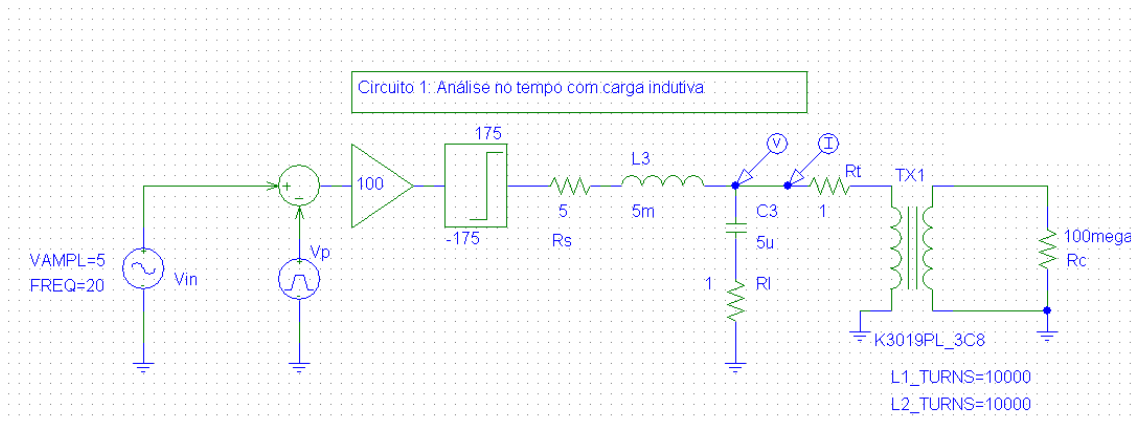 Circuito 1: Análise no tempo com carga indutiva
175
L3
V
I
Rt
TX1
+
-
100
-175
5
Rs
5m
C3
5u
1
100mega
Rc
VAMPL=5
FREQ=20
Vin
Vp
1
Rl
K3019PL_3C8
L1_TURNS=10000
L2_TURNS=10000